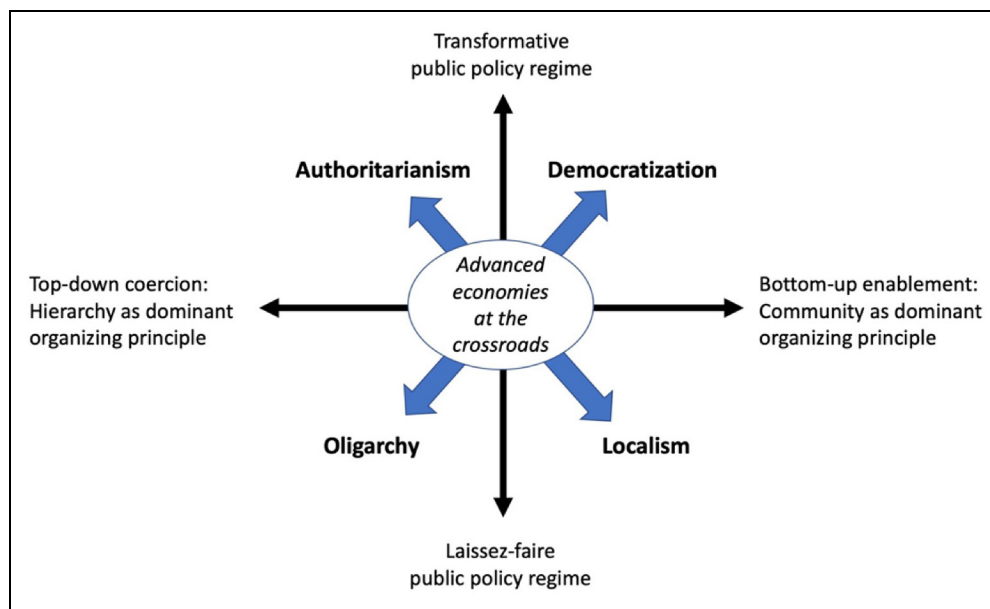 Transformative
public policy regime
Authoritarianism
Democratization
Top-down coercion:
Hierarchy as dominant
organizing principle
Advanced
economies
at the
crossroads
Bottom-up enablement:
Community as dominant
organizing principle
Oligarchy
Localism
Laissez-faire
public policy regime